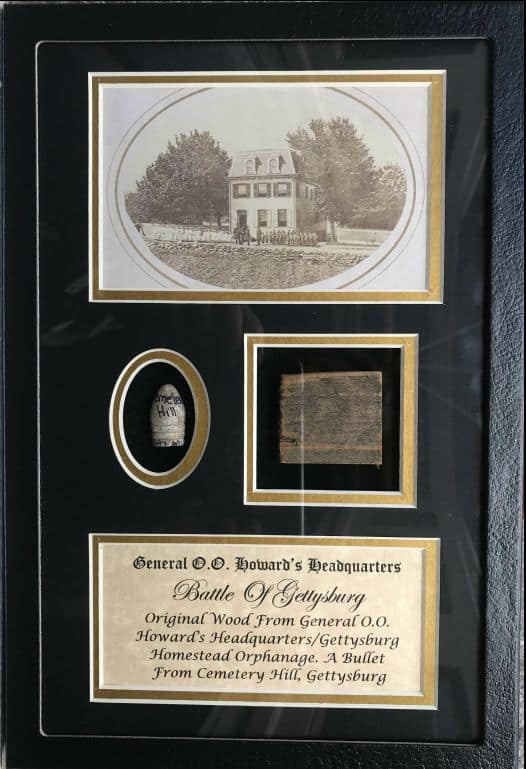 Hill
General O.O. Howard's Headquarters
Battle Of Gettysburg
Original Wood From General O.O.
Howard's Headquarters/Gettysburg
Homestead Orphanage. A Bullet
From Cemetery Hill, Gettysburg